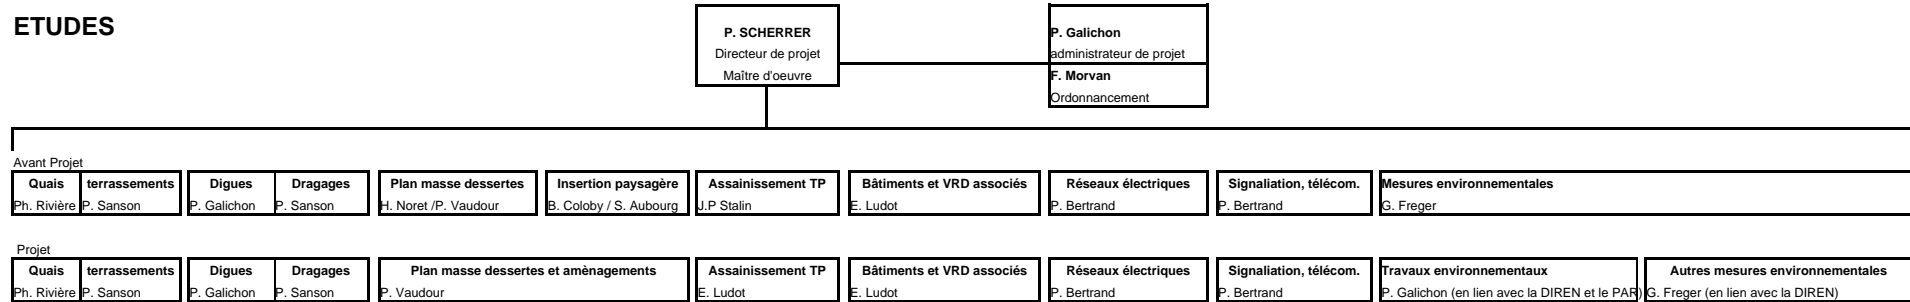 ETUDES
P. SCHERRER
Directeur de projet
Maître d'oeuvre
P. Galichon
administrateur de projet
F. Morvan
Ordonnancement
Avant Projet
Quais terrassements Digues Dragages Plan masse dessertes Insertion paysagère Assainissement TP Bâtiments et VRD associés Réseaux électriques Signaliation, télécom. Mesures environnementales
Ph. Rivière P. Sanson P. Galichon P. Sanson H. Noret /P. Vaudour B. Coloby / S. Aubourg J.P Stalin E. Ludot P. Bertrand P. Bertrand G. Freger
Projet
Quais terrassements Digues Dragages Plan masse dessertes et amènagements Assainissement TP Bâtiments et VRD associés Réseaux électriques Signaliation, télécom. Travaux environnementaux Autres mesures environnementales
Ph. Rivière P. Sanson P. Galichon P. Sanson P. Vaudour E. Ludot E. Ludot P. Bertrand P. Bertrand P. Galichon (en lien avec la DIREN et le PAR) G. Freger (en lien avec la DIREN)